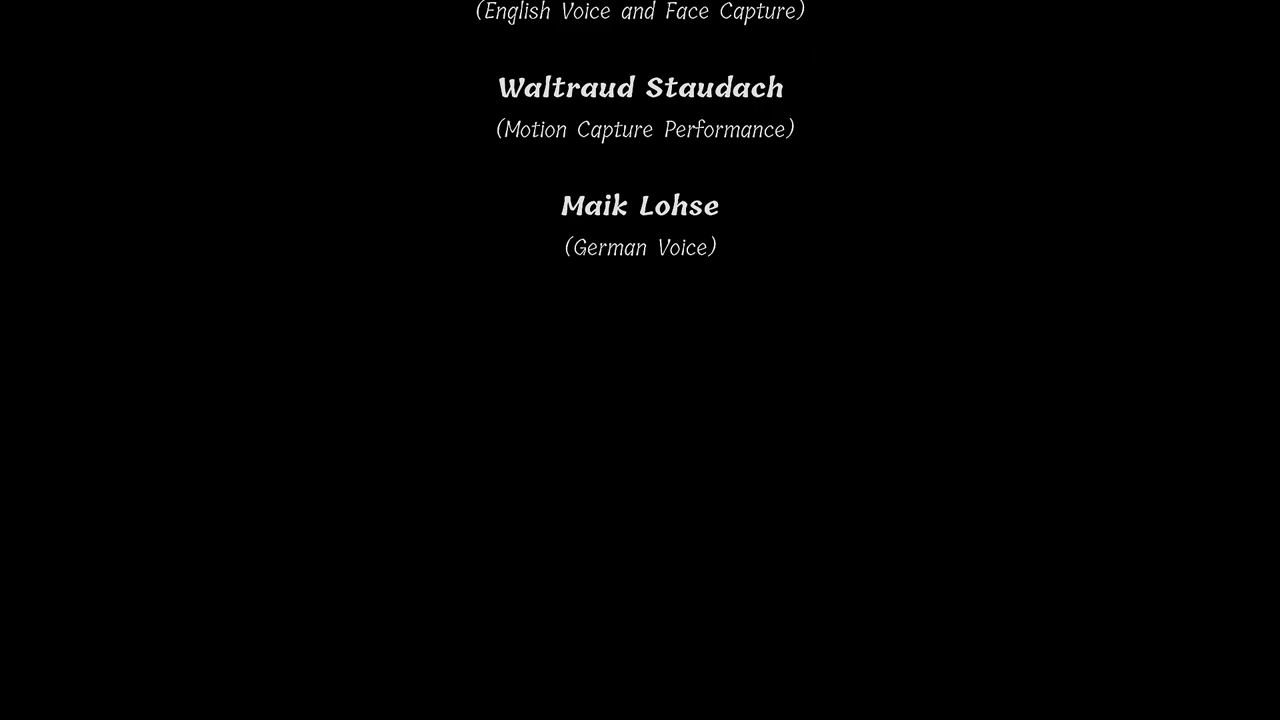 (English Voice and Face Capture)
Waltraud Staudach
(Motion Capture Performance)
Maik Lohse
(German Voice)